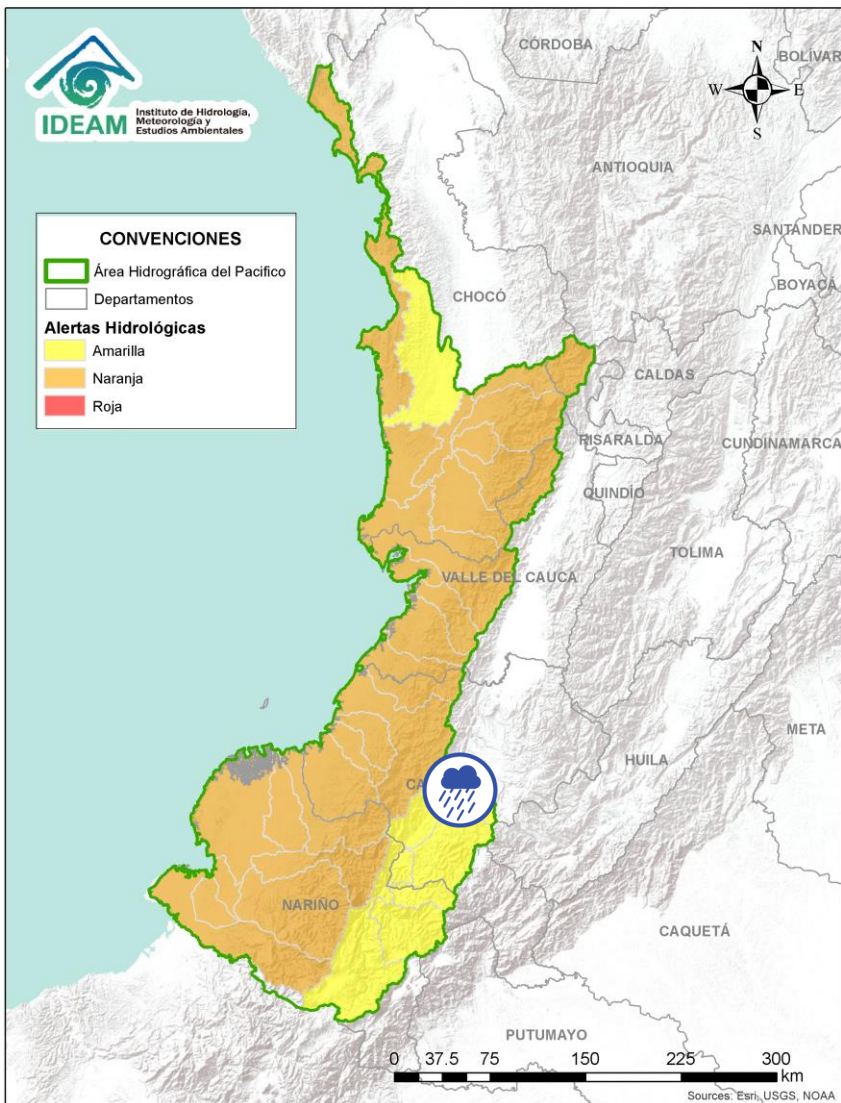 IDEAM
Instituto de Hidrología,
Meteorología y
Estudios Ambientales
CÓRDOBA
BOLÍVAR
N
W
E
S
ANTIOQUIA
SANTANDER
BOYACÁ
CONVENCIONES
Área Hidrográfica del Pacifico
Departamentos
Alertas Hidrológicas
Amarilla
Naranja
Roja
CHOCÓ
CALDAS
RISARALDA
CUNDINAMARCA
QUINDÍO
TOLIMA
VALLE DEL CAUCA
META
HUILA
CA
NARIÑO
CAQUETÁ
PUTUMAYO
0 37.5 75 150 225 300
km
Sources: Esri, USGS, NOAA